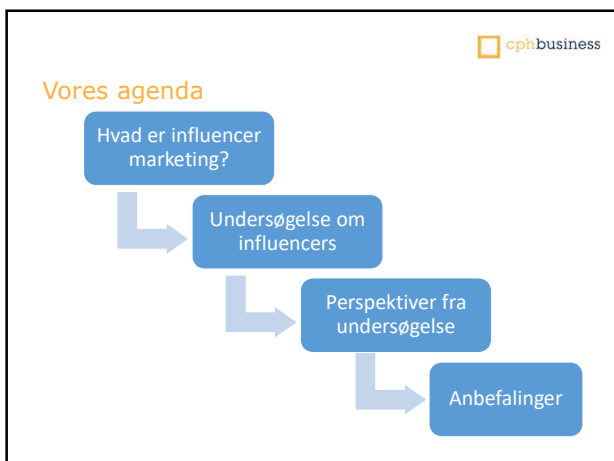 cphbusiness
Vores agenda
Hvad er influencer
marketing?
Undersøgelse om
influencers
Perspektiver fra
undersøgelse
Anbefalinger